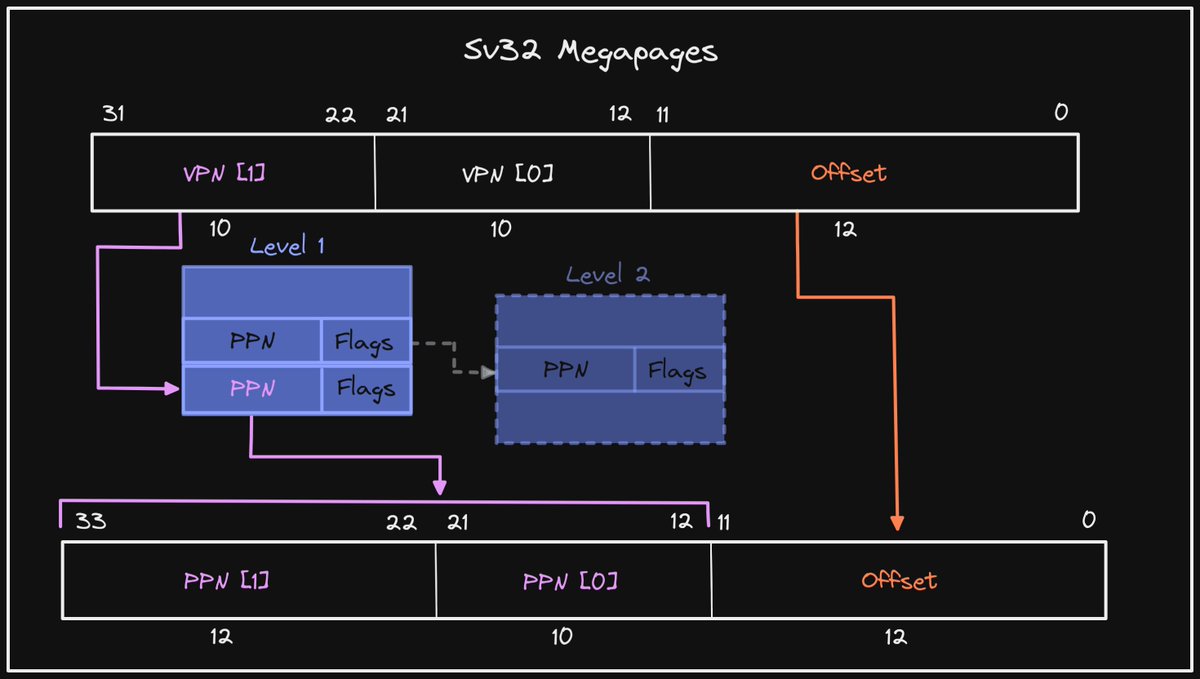 Sv32 Megapages
31 22 21 12 11 0
VPN [1] VPN [0] Offset
10 10 12
Level 1
Level 2
PPN Flags
PPN Flags
PPN Flags
33 22 21 12 11 0
PPN [1] PPN [0] Offset
12 10 12